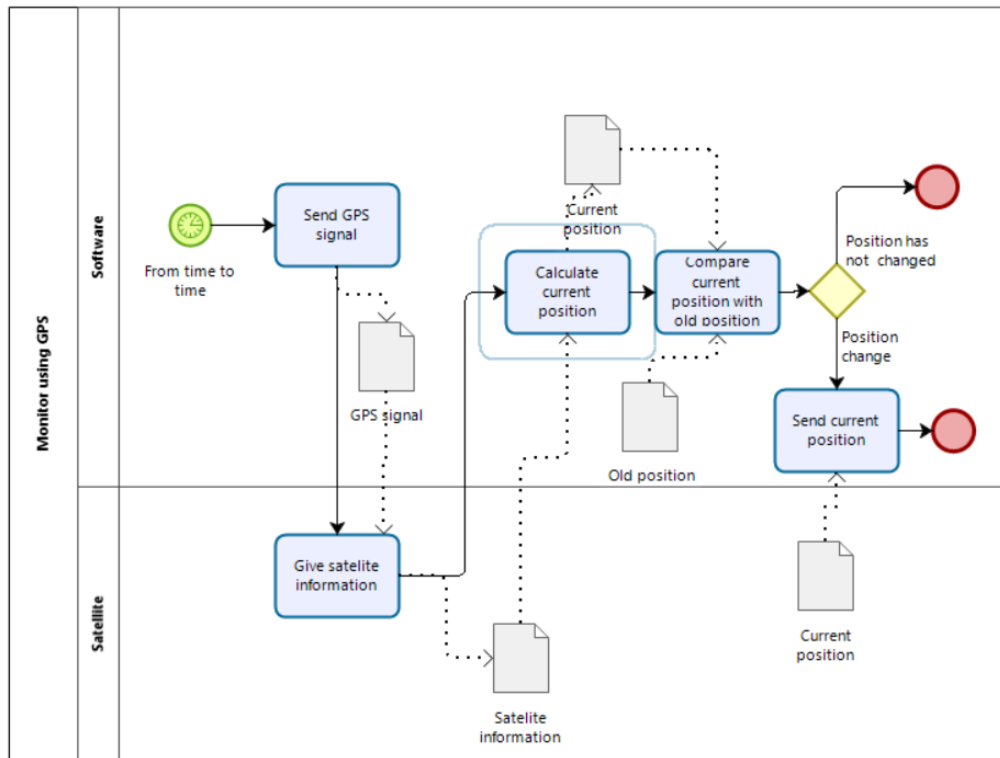 Monitor using GPS
Software
Satellite
From time to
time
Send GPS
signal
GPS signal
Give satelite
information
Satelite
information
Current
position
Calculate
current
position
Compare
current
position with
old position
Old position
Position has
not changed
Position
change
Send current
position
Current
position